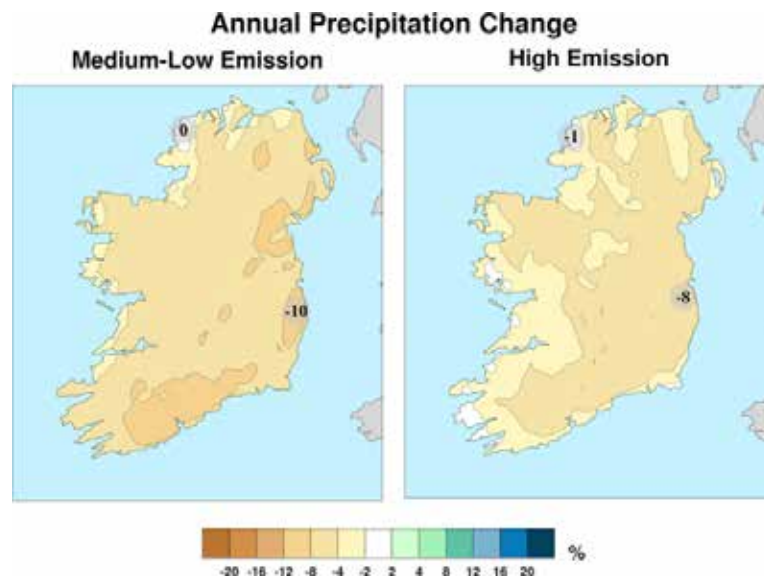 Annual Precipitation Change
Medium-Low Emission
High Emission
0
-1
-10
-8
-20 -16 -12 -8 -4 -2 2 4 8 12 16 20
%